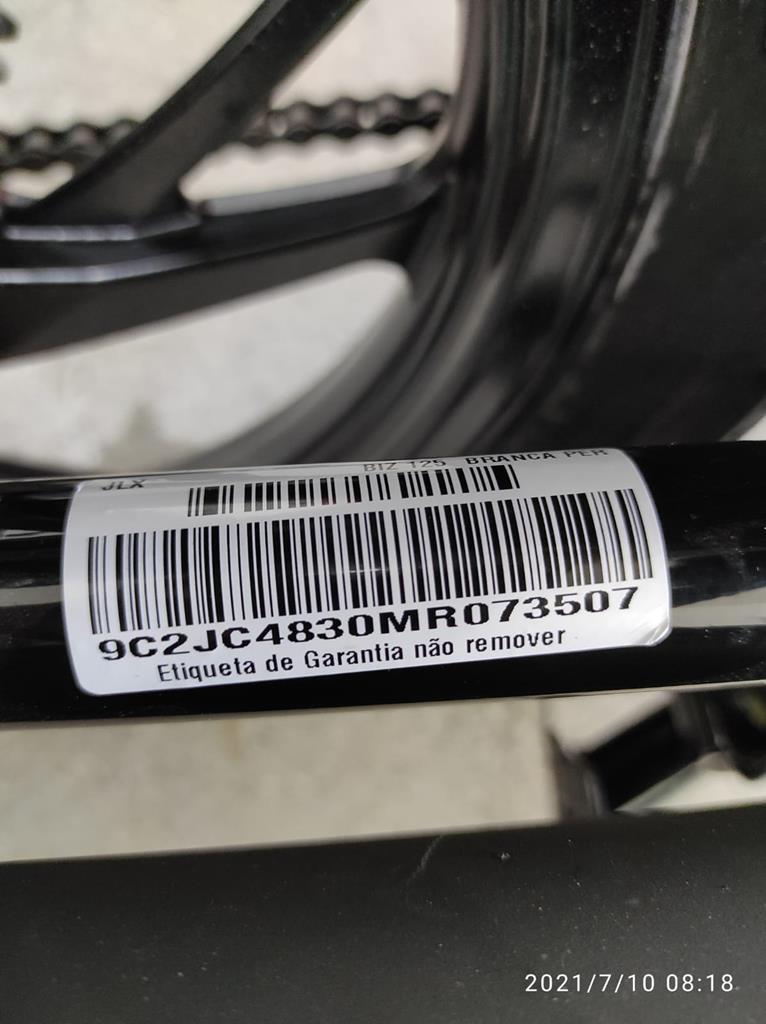 JLX BIZ 125 BRANCA PER
9C2JC4830MR073507
Etiqueta de Garantia não remover
2021/7/10 08:18